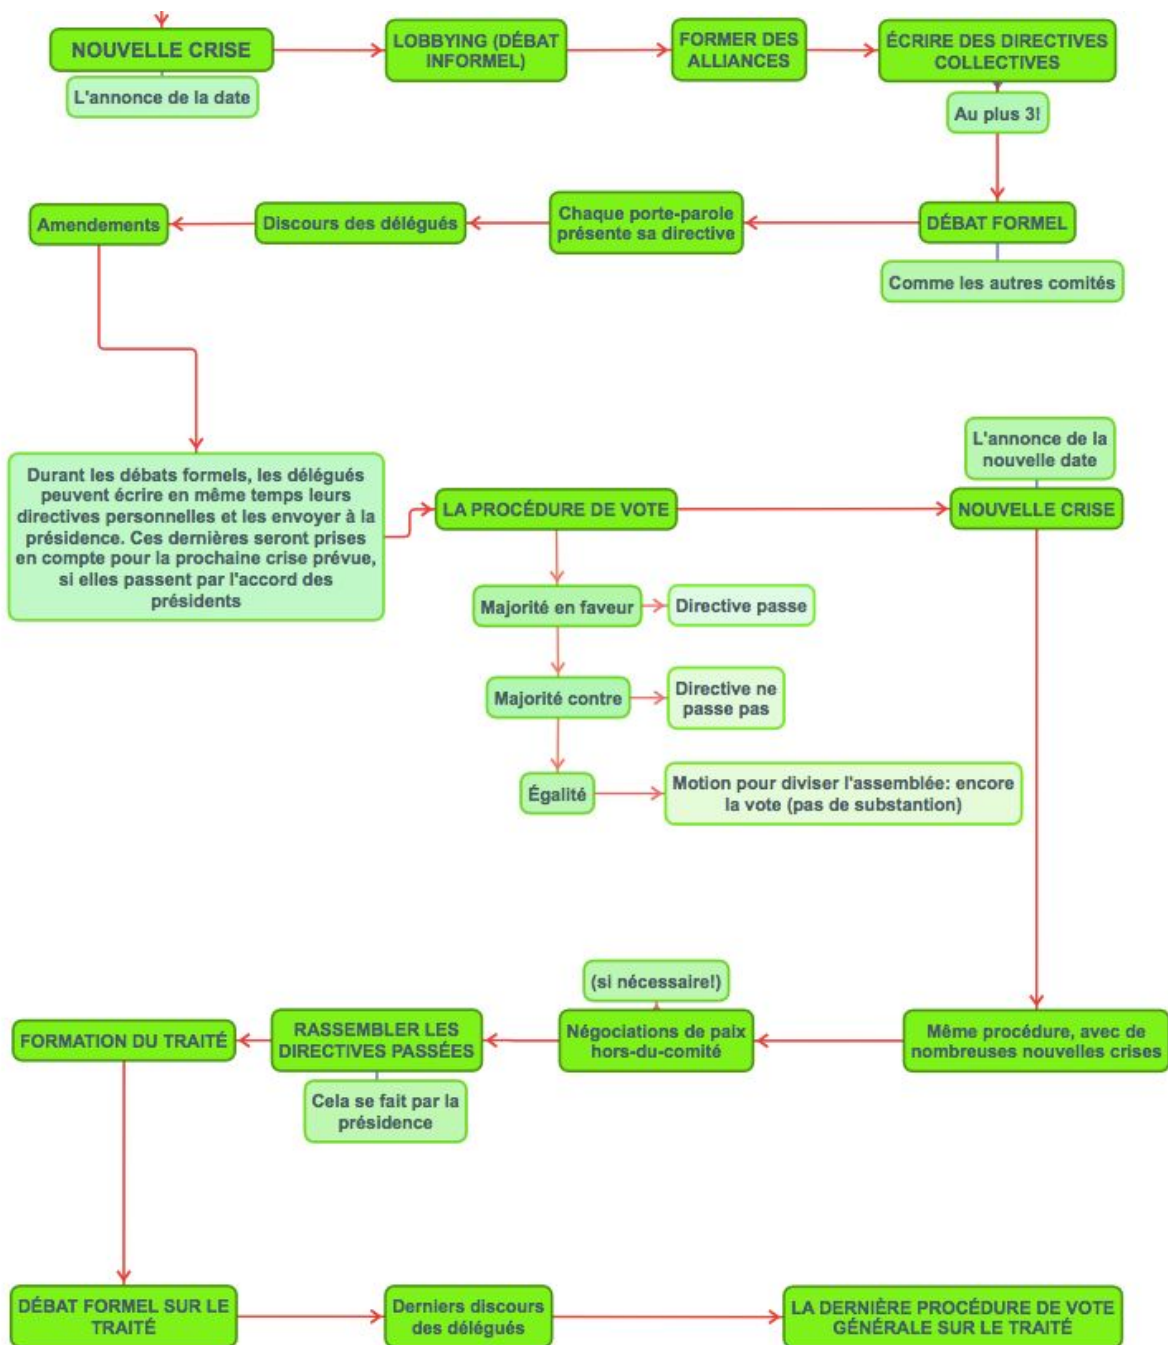 NOUVELLE CRISE
L'annonce de la date
LOBBYING (DÉBAT
INFORMEL)
FORMER DES
ALLIANCES
ÉCRIRE DES DIRECTIVES
COLLECTIVES
Au plus 3!
DÉBAT FORMEL
Comme les autres comités
Chaque porte-parole
présente sa directive
Discours des délégués
Amendements
Durant les débats formels, les délégués
peuvent écrire en même temps leurs
directives personnelles et les envoyer à la
présidence. Ces dernières seront prises
en compte pour la prochaine crise prévue,
si elles passent par l'accord des
présidents
LA PROCÉDURE DE VOTE
Majorité en faveur
Directive passe
Majorité contre
Directive ne
passe pas
Égalité
Motion pour diviser l'assemblée: encore
la vote (pas de substantion)
L'annonce de la
nouvelle date
NOUVELLE CRISE
Même procédure, avec de
nombreuses nouvelles crises
(si nécessaire!)
Négociations de paix
hors-du-comité
RASSEMBLER LES
DIRECTIVES PASSÉES
Cela se fait par la
présidence
FORMATION DU TRAITÉ
DÉBAT FORMEL SUR LE
TRAITÉ
Derniers discours
des délégués
LA DERNIÈRE PROCÉDURE DE VOTE
GÉNÉRALE SUR LE TRAITÉ